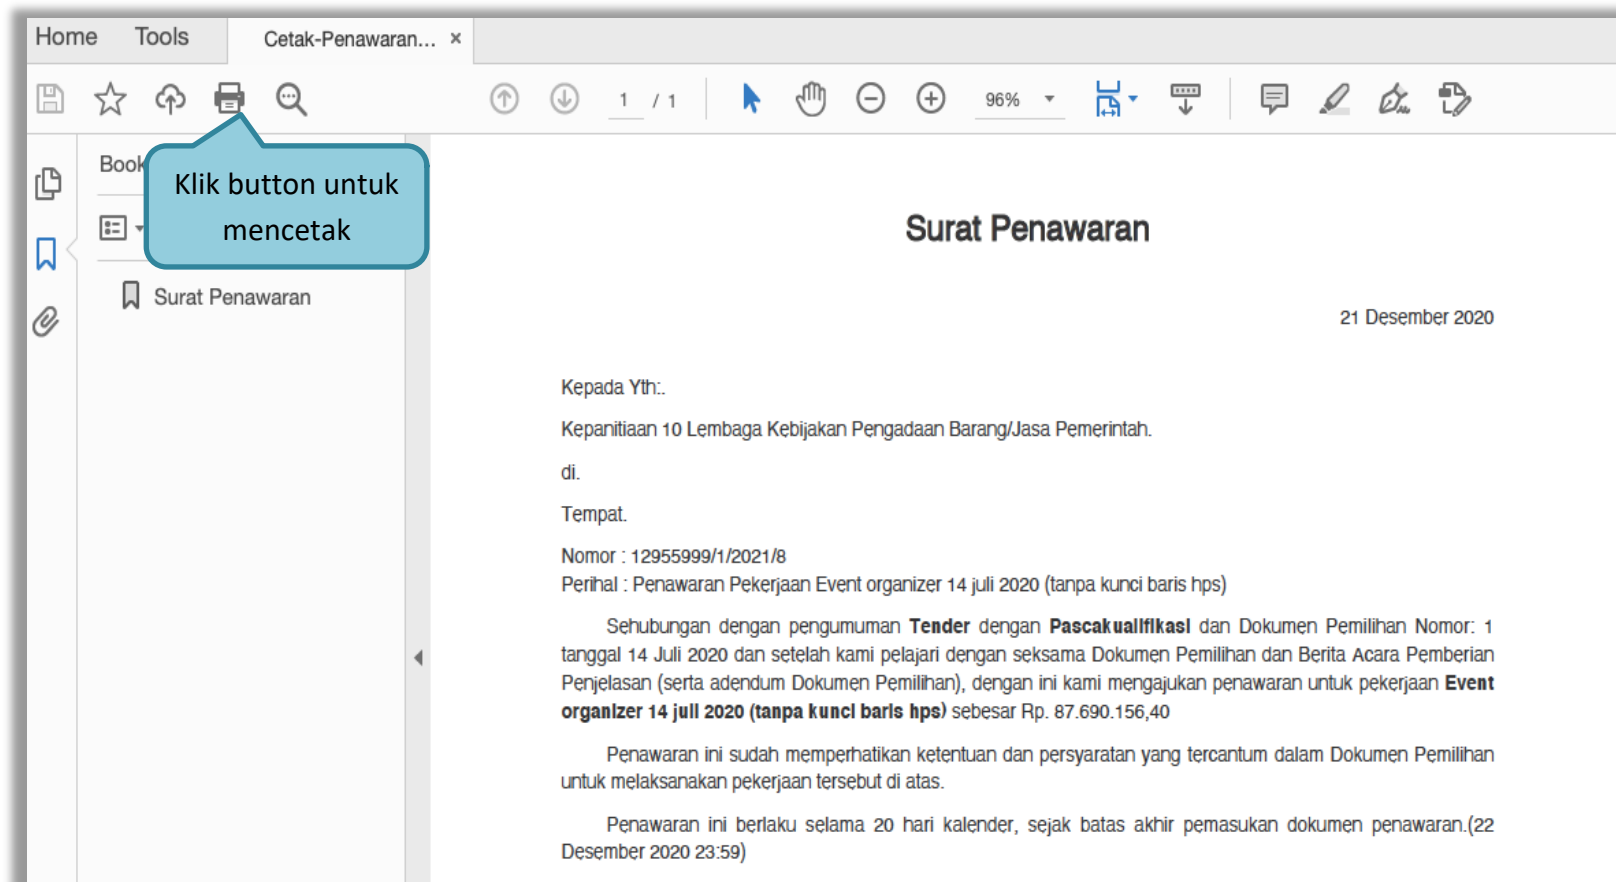 Home Tools Cetak-Penawaran... ×
1 / 1 96%
Book
Klik button untuk
mencetak
Surat Penawaran
Surat Penawaran
21 Desember 2020
Kepada Yth:.
Kepanitiaan 10 Lembaga Kebijakan Pengadaan Barang/Jasa Pemerintah.
di.
Tempat.
Nomor : 12955999/1/2021/8
Perihal : Penawaran Pekerjaan Event organizer 14 juli 2020 (tanpa kunci baris hps)
Sehubungan dengan pengumuman Tender dengan Pascakualifikasi dan Dokumen Pemilihan Nomor: 1
tanggal 14 Juli 2020 dan setelah kami pelajari dengan seksama Dokumen Pemilihan dan Berita Acara Pemberian
Penjelasan (serta adendum Dokumen Pemilihan), dengan ini kami mengajukan penawaran untuk pekerjaan Event
organizer 14 juli 2020 (tanpa kunci baris hps) sebesar Rp. 87.690.156,40
Penawaran ini sudah memperhatikan ketentuan dan persyaratan yang tercantum dalam Dokumen Pemilihan
untuk melaksanakan pekerjaan tersebut di atas.
Penawaran ini berlaku selama 20 hari kalender, sejak batas akhir pemasukan dokumen penawaran.(22
Desember 2020 23:59)